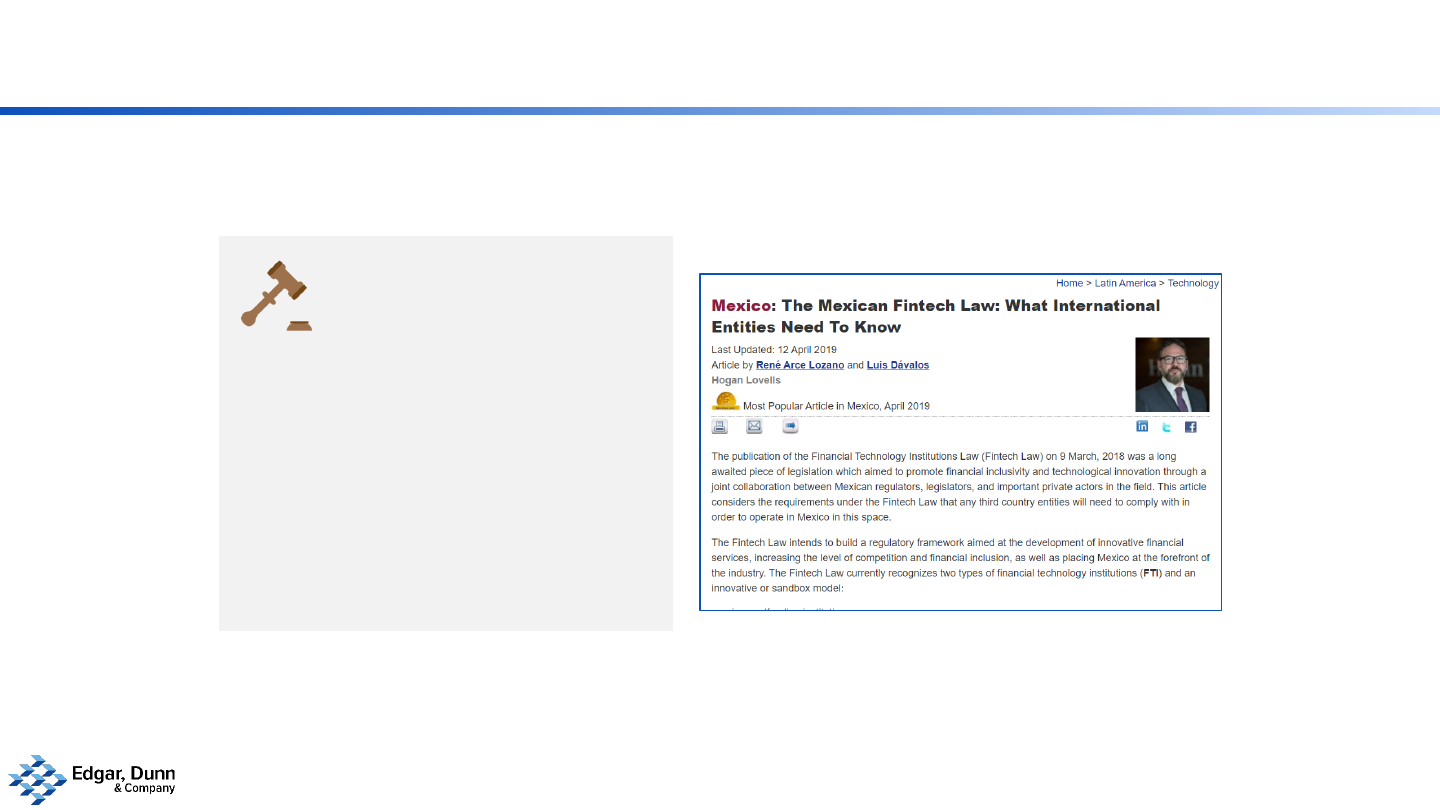 Home > Latin America > Technology
Mexico: The Mexican Fintech Law: What International
Entities Need To Know
Last Updated: 12 April 2019
Article by René Arce Lozano and Luis Dávalos
Hogan Lovells
Most Popular Article in Mexico, April 2019
The publication of the Financial Technology Institutions Law (Fintech Law) on 9 March, 2018 was a long
awaited piece of legislation which aimed to promote financial inclusivity and technological innovation through a
joint collaboration between Mexican regulators, legislators, and important private actors in the field. This article
considers the requirements under the Fintech Law that any third country entities will need to comply with in
order to operate in Mexico in this space.
The Fintech Law intends to build a regulatory framework aimed at the development of innovative financial
services, increasing the level of competition and financial inclusion, as well as placing Mexico at the forefront of
the industry. The Fintech Law currently recognizes two types of financial technology institutions (FTI) and an
innovative or sandbox model:
Edgar, Dunn
& Company